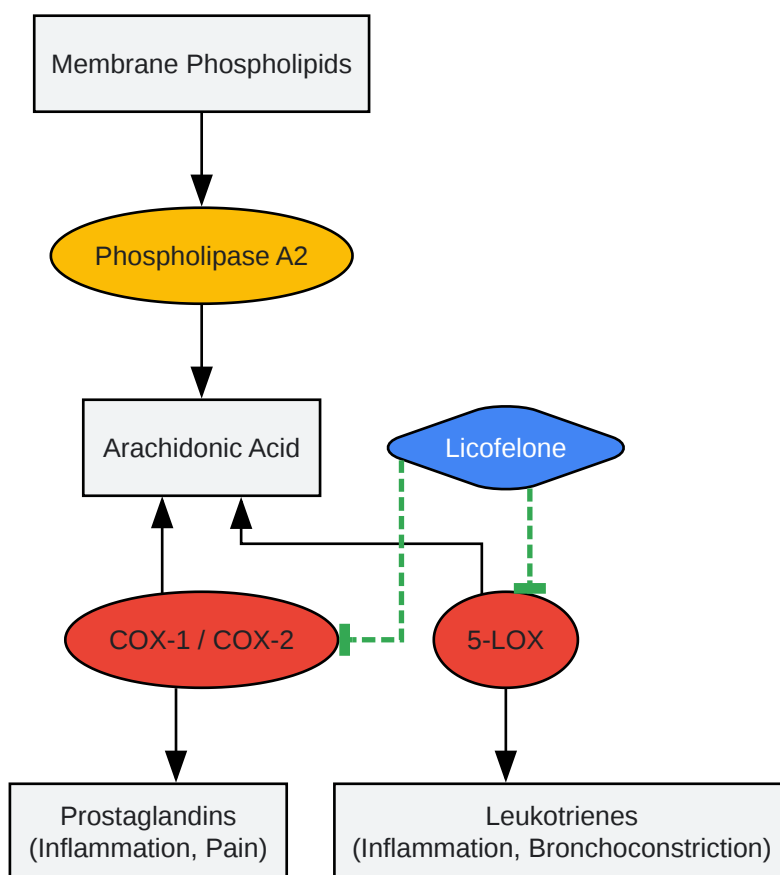 Membrane Phospholipids
Phospholipase A2
Arachidonic Acid
Licofelone
COX-1 / COX-2
5-LOX
Prostaglandins
(Inflammation, Pain)
Leukotrienes
(Inflammation, Bronchoconstriction)